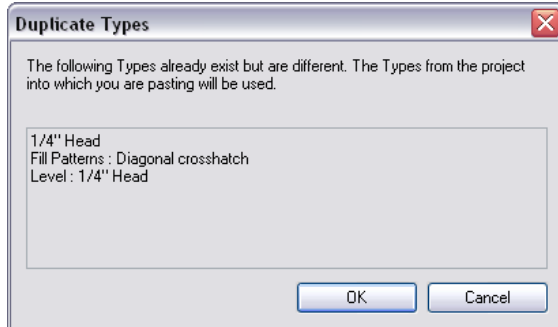 Duplicate Types
The following Types already exist but are different. The Types from the project
into which you are pasting will be used.
1/4" Head
Fill Patterns : Diagonal crosshatch
Level : 1/4" Head
OK
Cancel